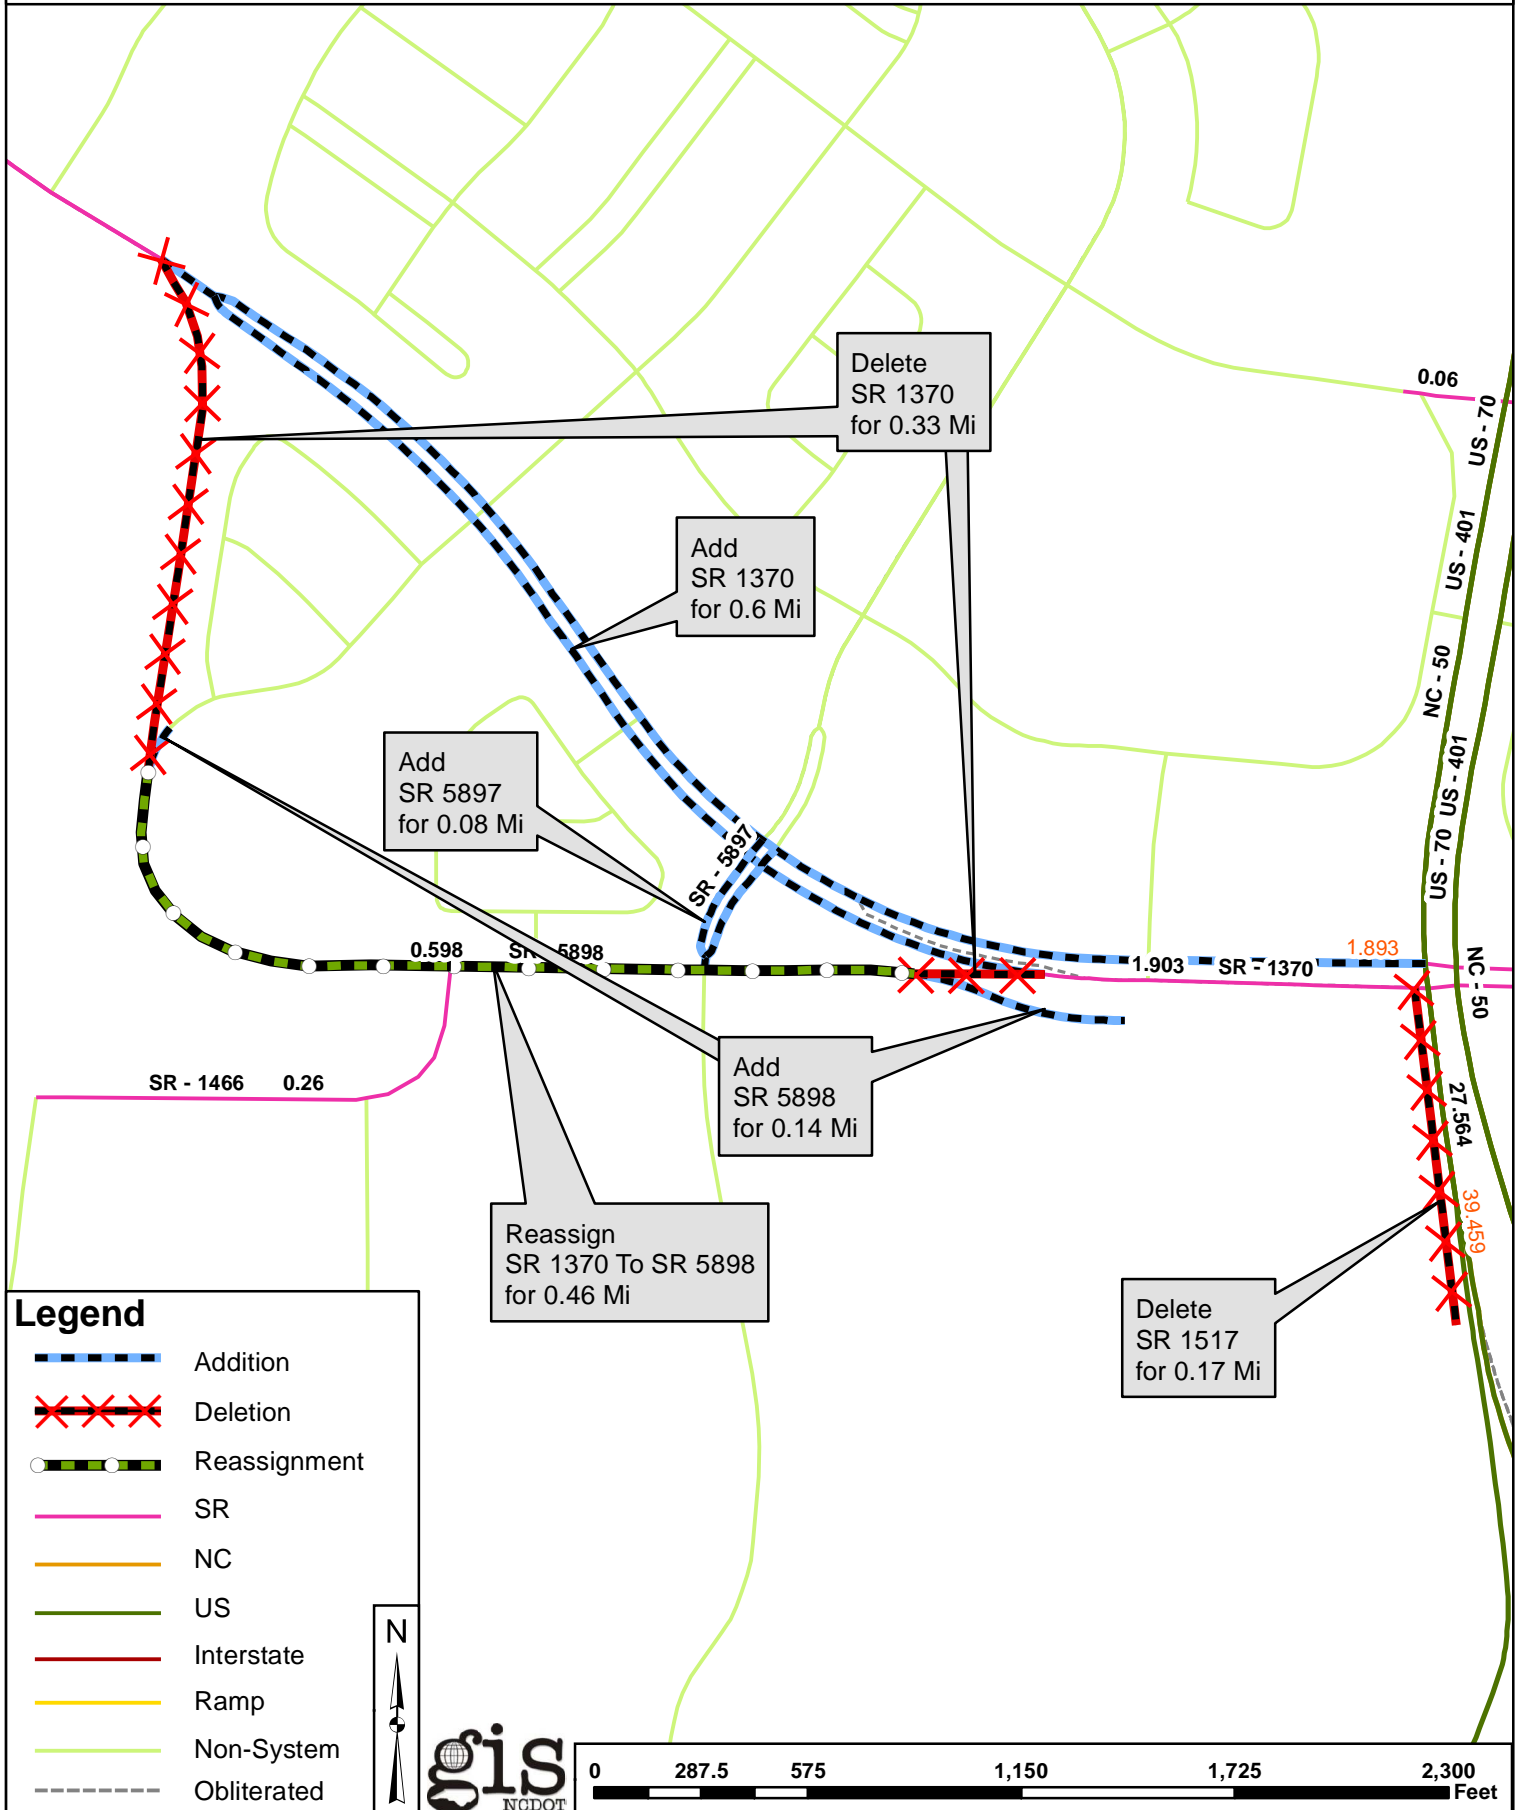 0.06
US - 70
US - 401
NC - 50
US - 401
US - 70
NC - 50
Delete
SR 1370
for 0.33 Mi
Add
SR 1370
for 0.6 Mi
Add
SR 5897
for 0.08 Mi
SR - 5897
0.598
SR - 5898
1.903
SR - 1370
1.893
SR - 1466
0.26
Add
SR 5898
for 0.14 Mi
27.564
39.459
Reassign
SR 1370 To SR 5898
for 0.46 Mi
Delete
SR 1517
for 0.17 Mi
Legend
Addition
Deletion
Reassignment
SR
NC
US
Interstate
Ramp
Non-System
Obliterated
N
gis
NCDOT
0 287.5 575 1,150 1,725 2,300
Feet